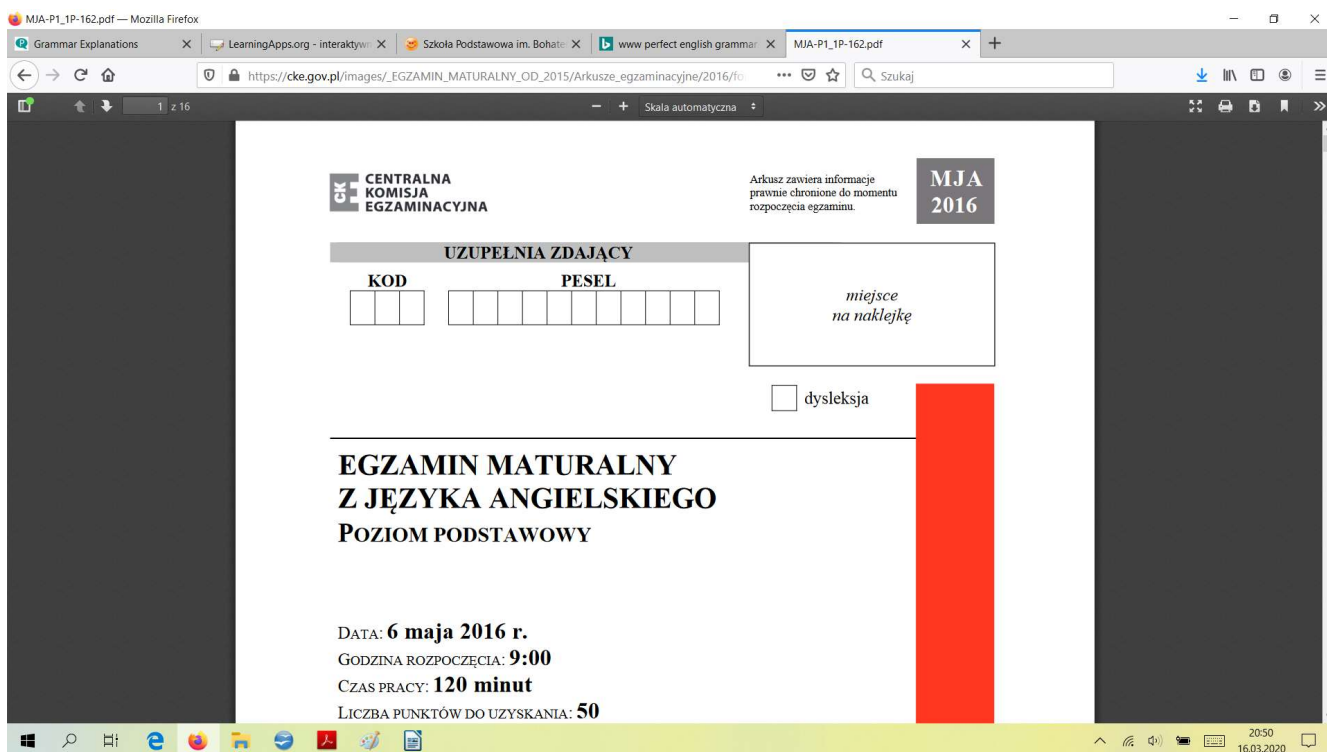 MJA-P1_1P-162.pdf — Mozilla Firefox
Grammar Explanations
LearningApps.org - interaktywn
Szkoła Podstawowa im. Bohate
www perfect english grammar
MJA-P1_1P-162.pdf
https://cke.gov.pl/images/_EGZAMIN_MATURALNY_OD_2015/Arkusze_egzaminacyjne/2016/fo
Szukaj
1 z 16
Skala automatyczna
CK
CENTRALNA
KOMISJA
EGZAMINACYJNA
Arkusz zawiera informacje
prawnie chronione do momentu
rozpoczęcia egzaminu.
MJA
2016
UZUPEŁNIA ZDAJĄCY
KOD PESEL
miejsce
na naklejkę
dysleksja
EGZAMIN MATURALNY
Z JĘZYKA ANGIELSKIEGO
POZIOM PODSTAWOWY
DATA: 6 maja 2016 r.
GODZINA ROZPOCZĘCIA: 9:00
CZAS PRACY: 120 minut
LICZBA PUNKTÓW DO UZYSKANIA: 50
20:50
16.03.2020